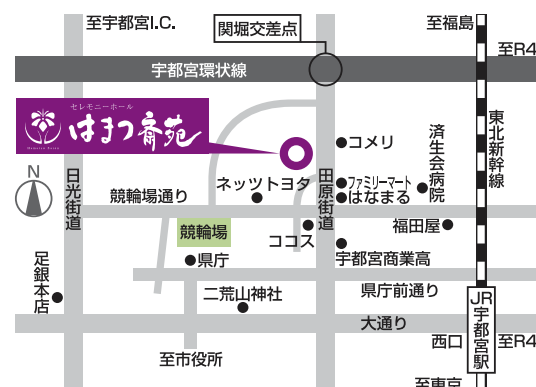 至宇都宮I.C.
関堀交差点
至福島
至R4
宇都宮環状線
セレモニーホール
はまつ斎苑
Hamatsu Saien
コメリ
済生会病院
東北新幹線
N
日光街道
田原街道
ファミリーマート
はなまる
ネッツトヨタ
競輪場通り
競輪場
ココス
福田屋
宇都宮商業高
県庁
足銀本店
県庁前通り
二荒山神社
大通り
JR宇都宮駅
西口
至R4
至市役所
至東京